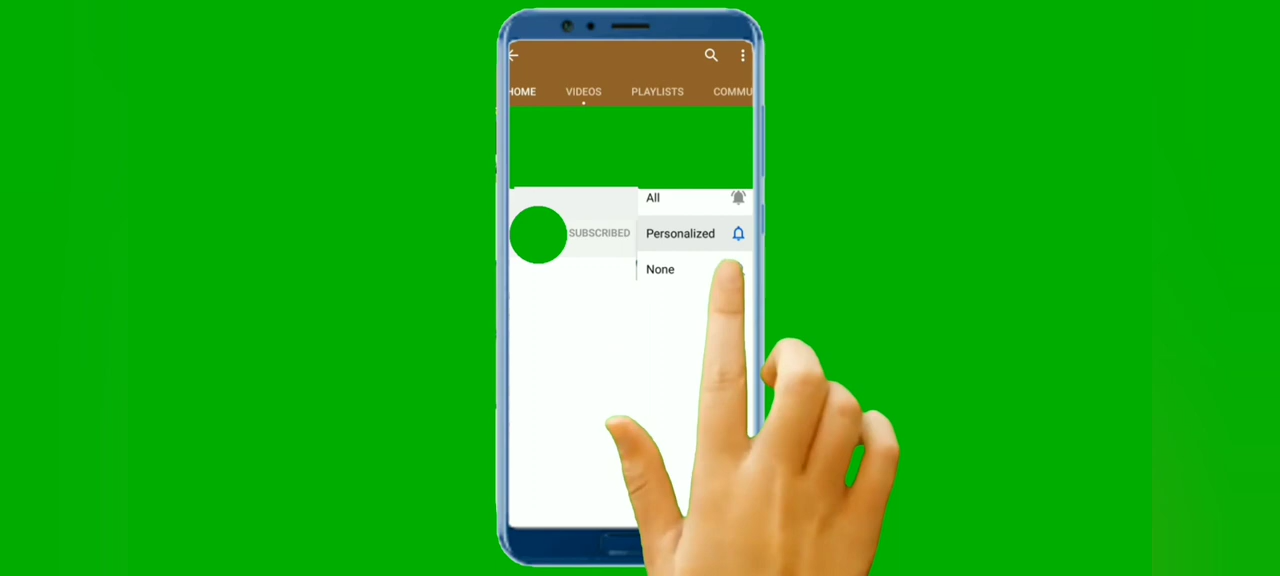 HOME VIDEOS PLAYLISTS COMMU
All
SUBSCRIBED Personalized
None